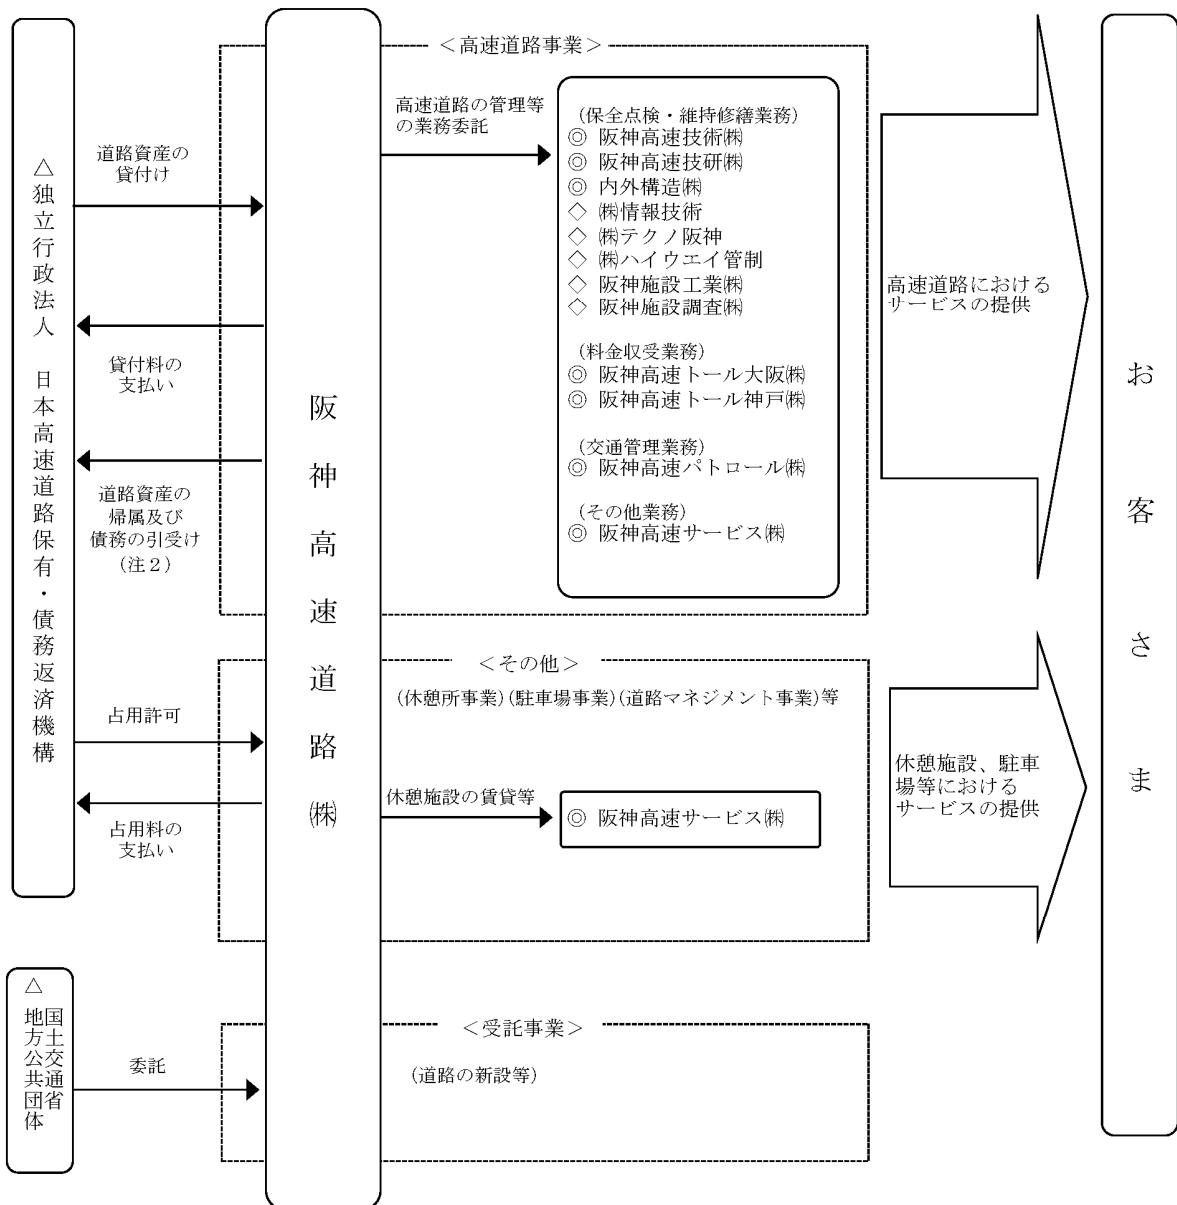 △独立行政法人　日本高速道路保有・債務返済機構
道路資産の
貸付け
貸付料の
支払い
道路資産の
帰属及び
債務の引受け
（注２）
占用許可
占用料の
支払い
△
国土交通省
地方公共団体
委託
阪神高速道路㈱
＜高速道路事業＞
高速道路の管理等
の業務委託
(保全点検・維持修繕業務)
◎ 阪神高速技術㈱
◎ 阪神高速技研㈱
◎ 内外構造㈱
◇ ㈱情報技術
◇ ㈱テクノ阪神
◇ ㈱ハイウエイ管制
◇ 阪神施設工業㈱
◇ 阪神施設調査㈱
(料金収受業務)
◎ 阪神高速トール大阪㈱
◎ 阪神高速トール神戸㈱
(交通管理業務)
◎ 阪神高速パトロール㈱
(その他業務)
◎ 阪神高速サービス㈱
高速道路における
サービスの提供
＜その他＞
(休憩所事業)(駐車場事業)(道路マネジメント事業)等
休憩施設の賃貸等
◎ 阪神高速サービス㈱
休憩施設、駐車
場等における
サービスの提供
＜受託事業＞
(道路の新設等)
お客さま